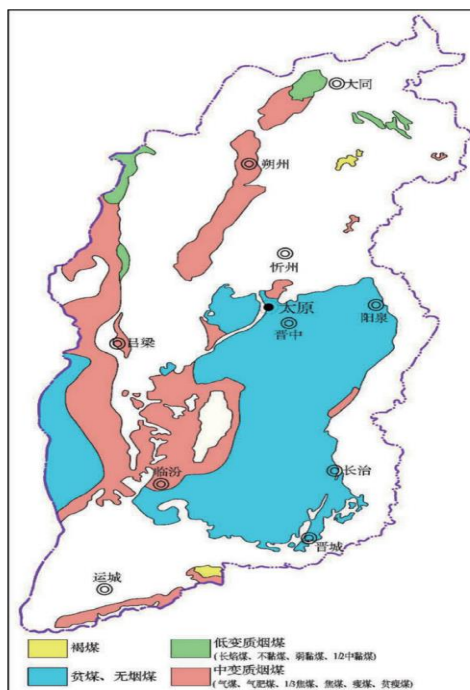 大同
朔州
忻州
太原
阳泉
晋中
吕梁
临汾
长治
晋城
运城
褐煤
低变质烟煤
(长焰煤、不黏煤、弱黏煤、1/2中黏煤)
贫煤、无烟煤
中变质烟煤
(气煤、气肥煤、1/3焦煤、焦煤、瘦煤、贫瘦煤)